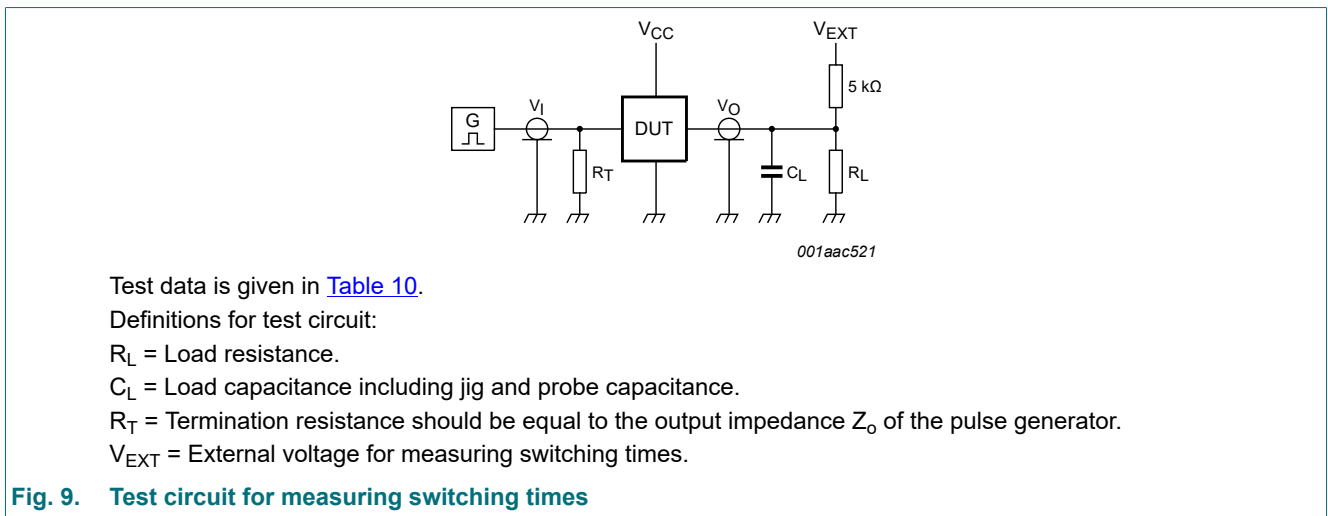 VCC
VEXT
5 kΩ
G
VI
VO
DUT
RT
CL
RL
001aac521
Test data is given in Table 10.
Definitions for test circuit:
RL = Load resistance.
CL = Load capacitance including jig and probe capacitance.
RT = Termination resistance should be equal to the output impedance Zo of the pulse generator.
VEXT = External voltage for measuring switching times.
Fig. 9. Test circuit for measuring switching times